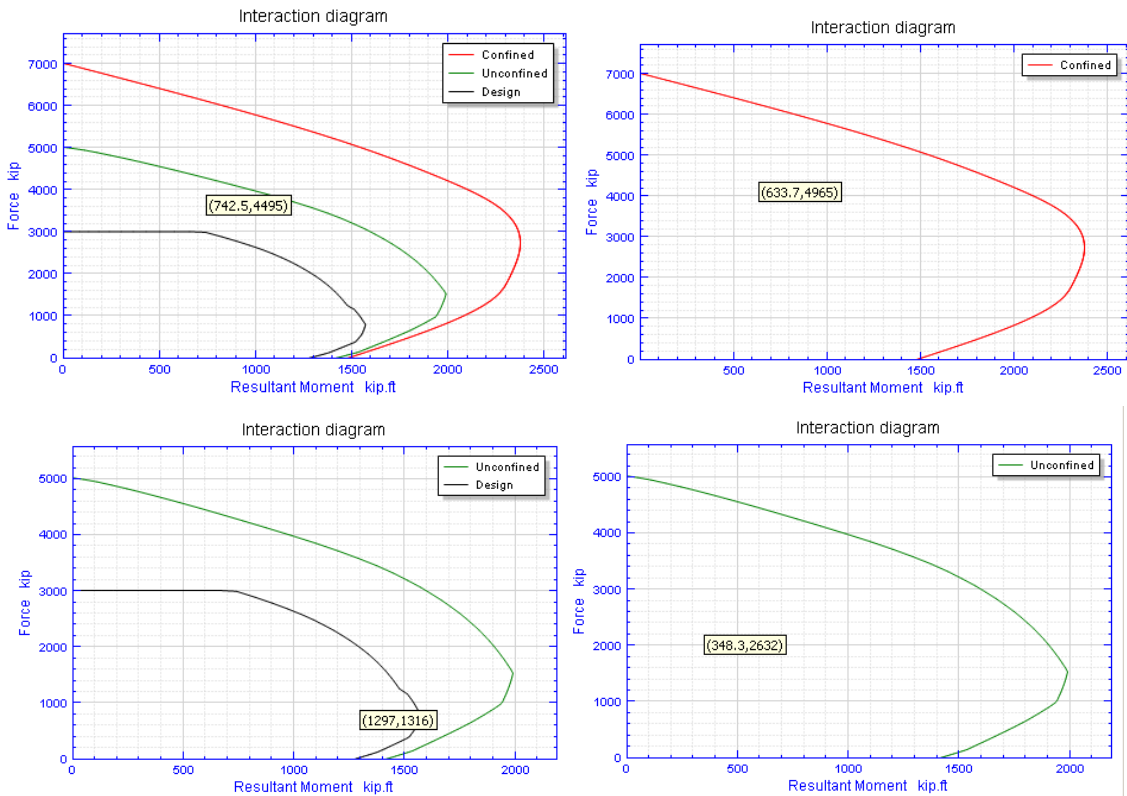 Interaction diagram
Confined
Unconfined
Design
7000
6000
5000
4000
3000
2000
1000
0
Force kip
(742.5,4495)
0 500 1000 1500 2000 2500
Resultant Moment kip.ft
Interaction diagram
Confined
7000
6000
5000
4000
3000
2000
1000
0
Force kip
(633.7,4965)
500 1000 1500 2000 2500
Resultant Moment kip.ft
Interaction diagram
Unconfined
Design
5000
4000
3000
2000
1000
0
Force kip
(1297,1316)
0 500 1000 1500 2000
Resultant Moment kip.ft
Interaction diagram
Unconfined
5000
4000
3000
2000
1000
0
Force kip
(348.3,2632)
0 500 1000 1500 2000
Resultant Moment kip.ft